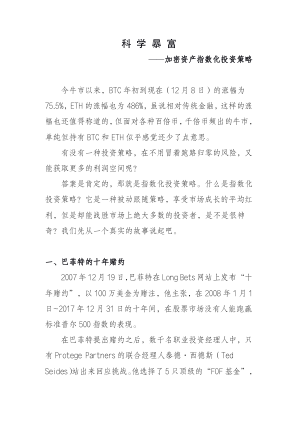 科 学 暴 富
——加密资产指数化投资策略
今年市以来，BTC年初到现在（12月8日）的涨幅为
75.5%，ETH的涨幅也为486%，虽说相对传统金融，这样的涨
幅也还值得称道的，但面对各种百倍币，千倍币频出的牛市，
单纯怄持有BTC和ETH似乎感觉还少了点意思。
有没有一种投资策略，在不用冒着跑路归零的风险，又
能获取更多的利润空间呢？
答案是肯定的，那就是指数化投资。什么是指数化投
资策略？它是一种被动跟随策略，享受市场成长的平均红
利，但是却能战胜市场上绝大多数的投资者，是不是很神
奇？我们先从一个真实的故事说起吧。
一、巴菲特的十年赌约
2007年12月19日，巴菲特在Long Bets网站上发布“十
年赌约”，以100万美金为赌注，他主张，在2008年1月1
日-2017年12月31日的十年间，在股票市场没有人能跑赢
标准普尔500指数的表现。
在巴菲特提出赌约之后，数千名职业投资经理人中，只
有Protege Partners的联合经理人泰德·西德斯（Ted
Seides)站出来回应挑战。他选择了5只顶级的“FOF基金”，